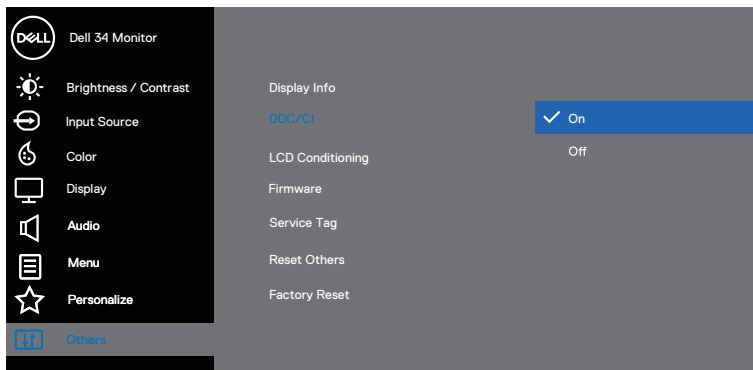 DELL
Dell 34 Monitor
Brightness / Contrast
Input Source
Color
Display
Audio
Menu
Personalize
Others
Display Info
DDC/CI
LCD Conditioning
Firmware
Service Tag
Reset Others
Factory Reset
On
Off